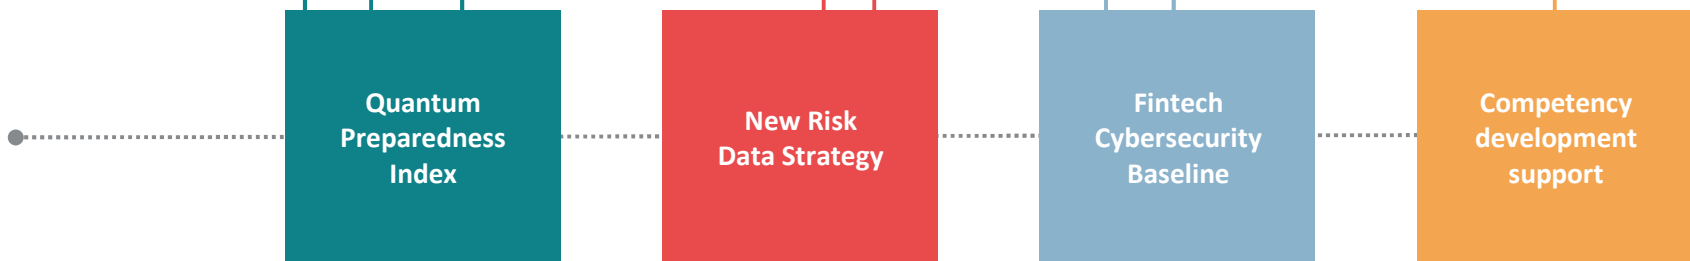 Quantum
Preparedness
Index
New Risk
Data Strategy
Fintech
Cybersecurity
Baseline
Competency
development
support